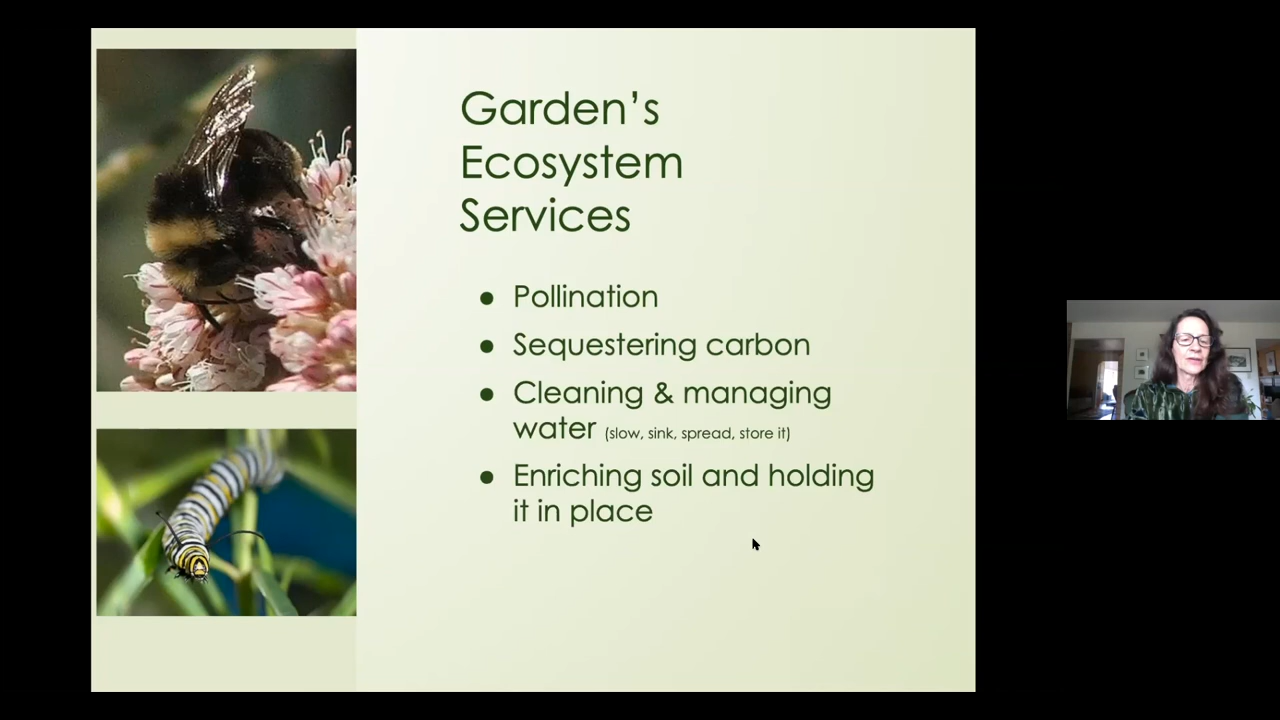 Garden’s
Ecosystem
Services
● Pollination
● Sequestering carbon
● Cleaning & managing
water (slow, sink, spread, store it)
● Enriching soil and holding
it in place